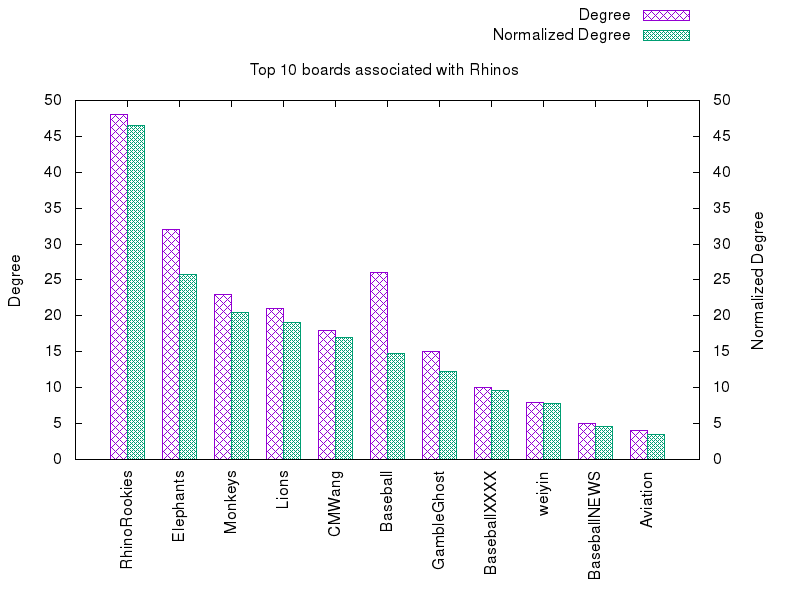 Degree
Normalized Degree
Top 10 boards associated with Rhinos
50 50
45 45
40 40
35 35
30 30
25 25
20 20
15 15
10 10
5 5
0 0
Degree
Normalized Degree
RhinoRookies
Elephants
Monkeys
Lions
CMWang
Baseball
GambleGhost
BaseballXXXX
weiyin
BaseballNEWS
Aviation